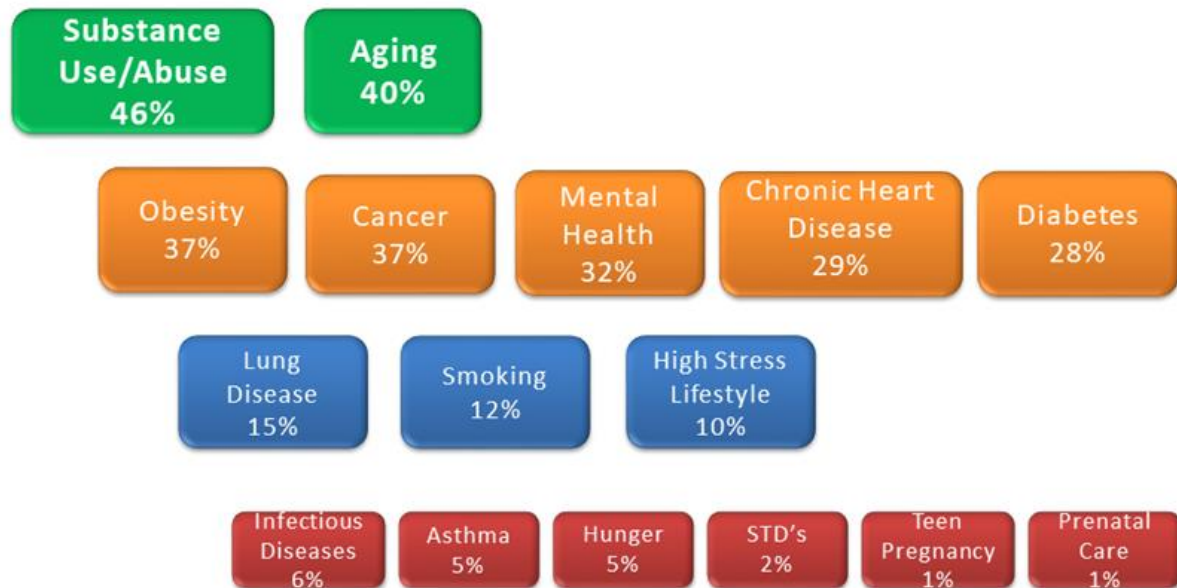 Substance
Use/Abuse
46%
Aging
40%
Obesity
37%
Cancer
37%
Mental
Health
32%
Chronic Heart
Disease
29%
Diabetes
28%
Lung
Disease
15%
Smoking
12%
High Stress
Lifestyle
10%
Infectious
Diseases
6%
Asthma
5%
Hunger
5%
STD's
2%
Teen
Pregnancy
1%
Prenatal
Care
1%